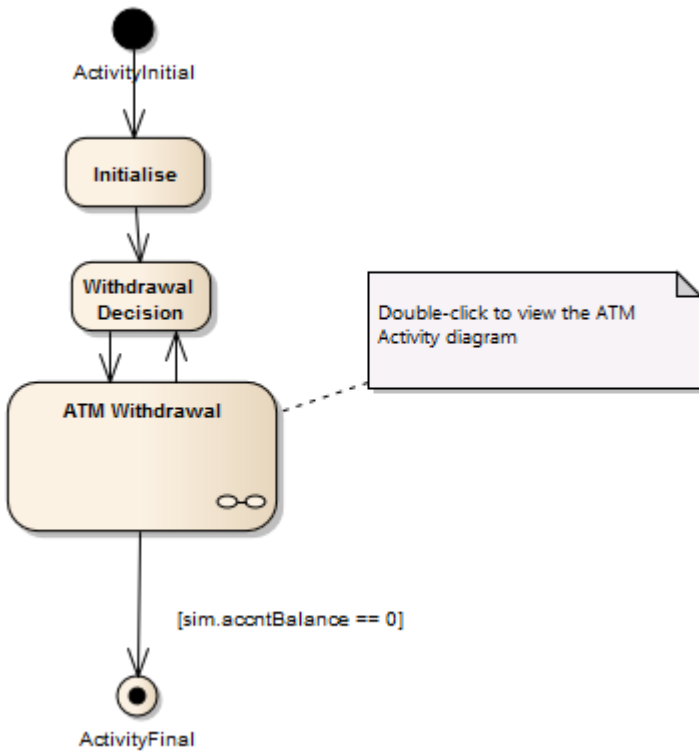 ActivityInitial
Initialise
Withdrawal
Decision
Double-click to view the ATM
Activity diagram
ATM Withdrawal
[sim.accntBalance == 0]
ActivityFinal